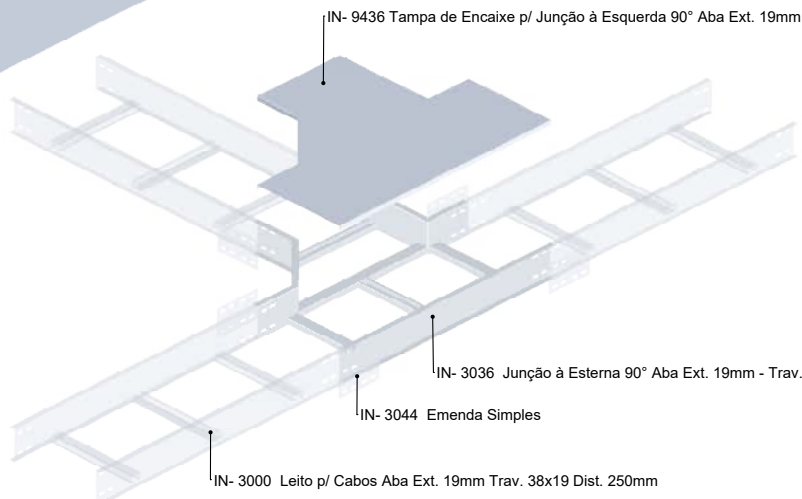 IN- 9436 Tampa de Encaixe p/ Junção à Esquerda 90° Aba Ext. 19mm
IN- 3036 Junção à Esterna 90° Aba Ext. 19mm - Trav.
IN- 3044 Emenda Simples
IN- 3000 Leito p/ Cabos Aba Ext. 19mm Trav. 38x19 Dist. 250mm